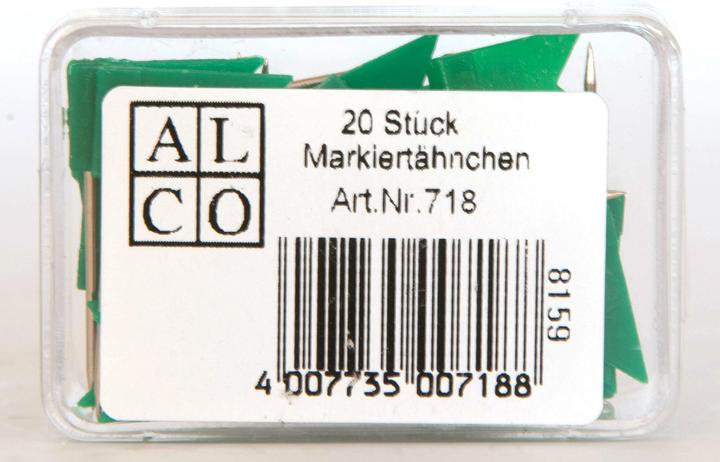 AL
CO
20 Stück
Markierfähnchen
Art.Nr.718
8159
4 007735 007188